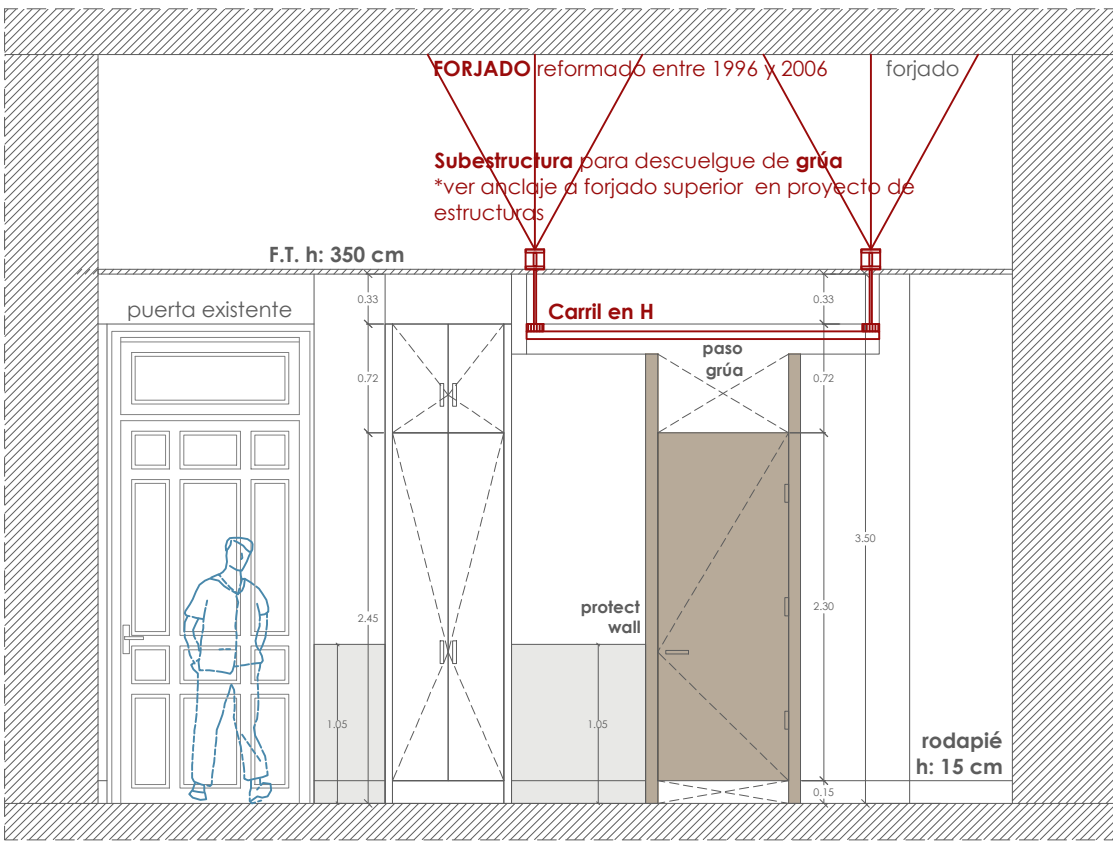 FORJADO reformado entre 1996 y 2006
forjado
Subestructura para descuelgue de grúa
*ver anclaje a forjado superior en proyecto de
estructuras
F.T. h: 350 cm
puerta existente
0.33
Carril en H
0.33
paso
grúa
0.72
0.72
3.50
protect
wall
2.45
2.30
1.05
1.05
rodapié
h: 15 cm
0.15